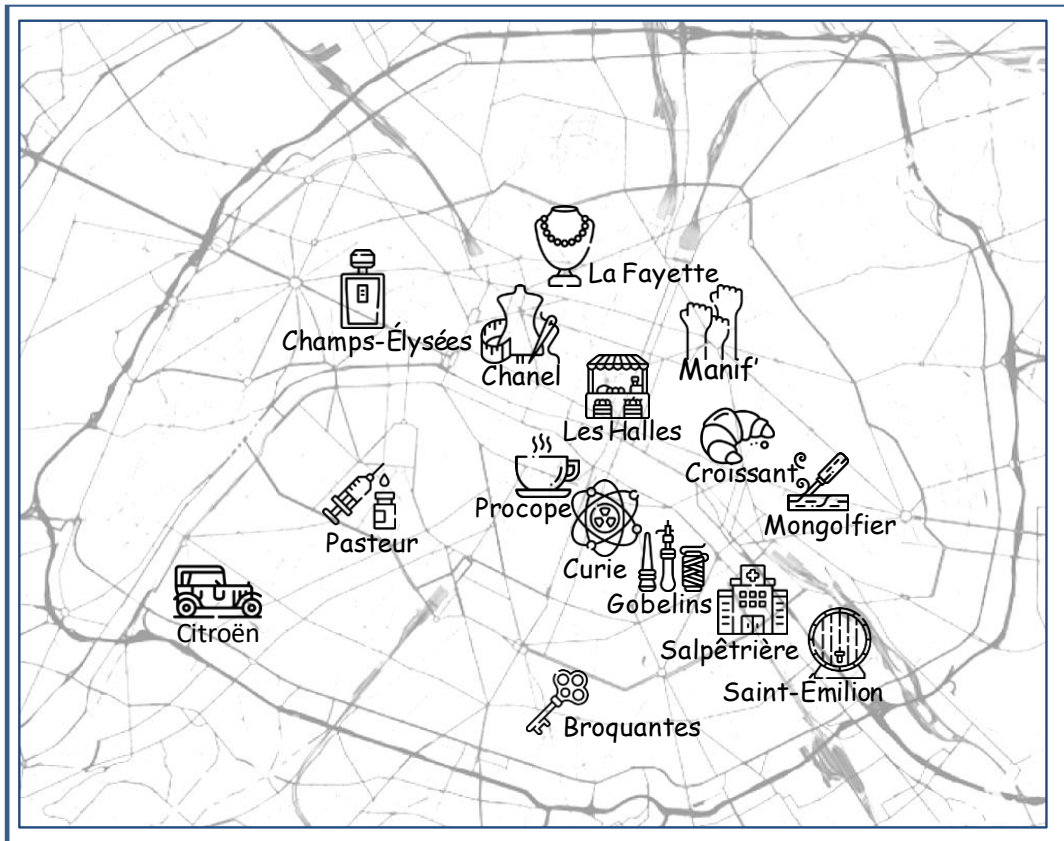 La Fayette
Champs-Élysées
Chanel
Manif'
Les Halles
Croissant
Procope
Mongolfier
Pasteur
Curie
Gobelins
Citroën
Salpêtrière
Saint-Émilion
Broquantes